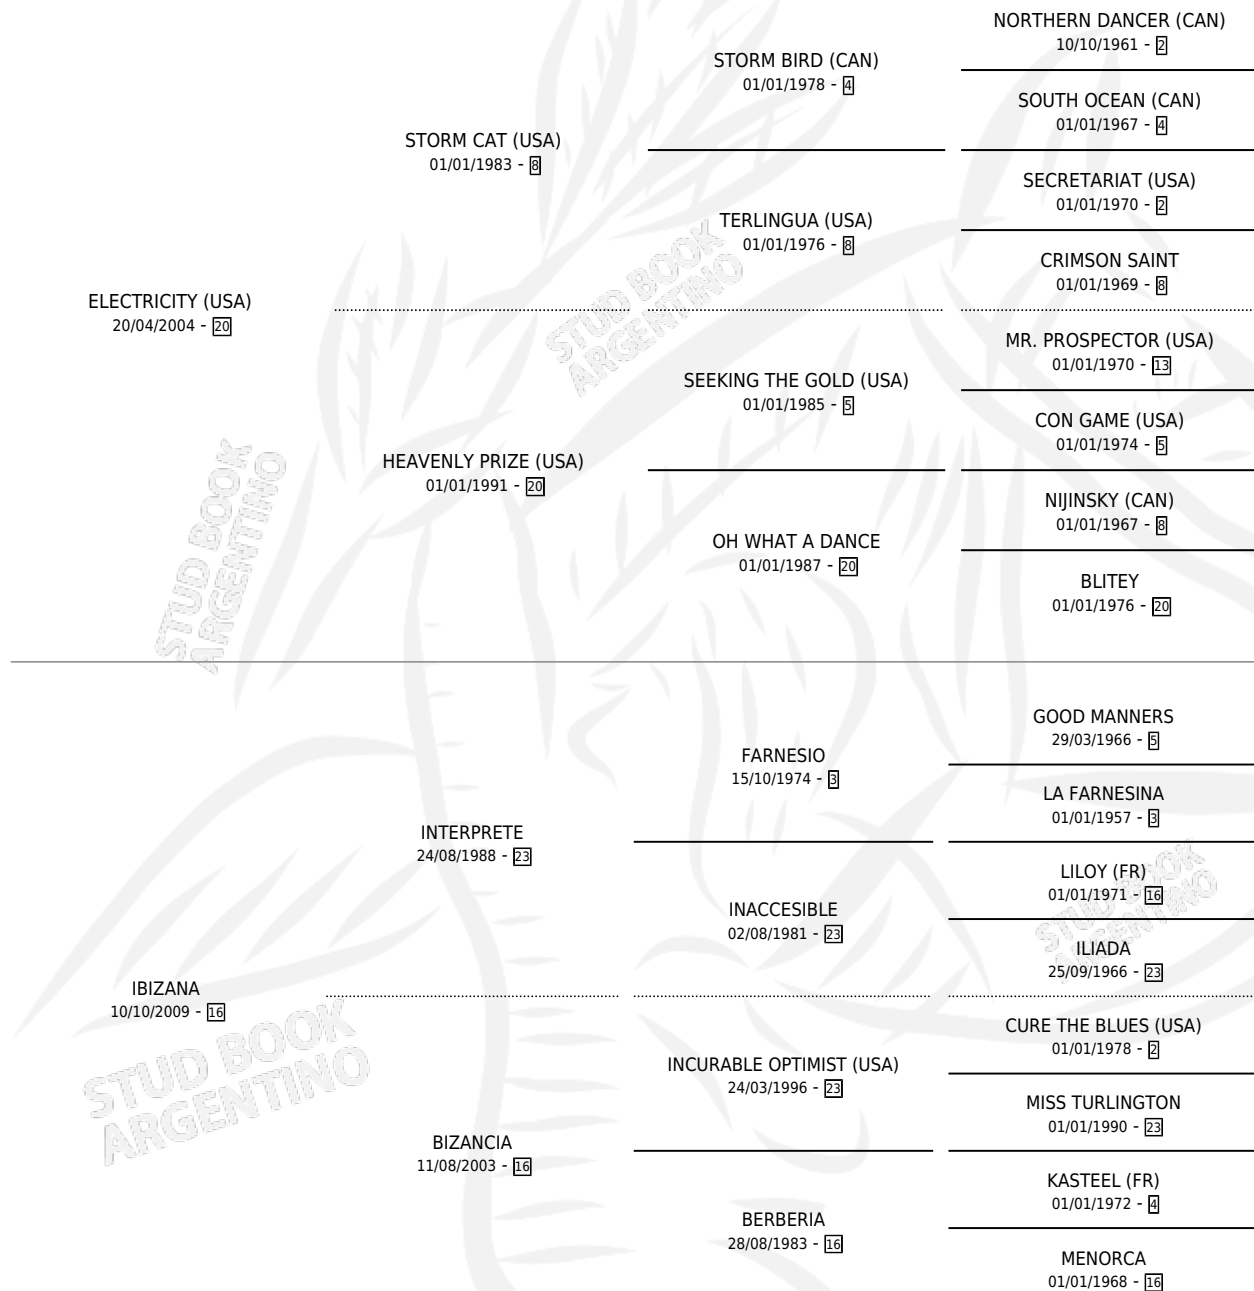 NORTHERN DANCER (CAN)
10/10/1961 - 2
STORM BIRD (CAN)
01/01/1978 - 4
SOUTH OCEAN (CAN)
01/01/1967 - 4
STORM CAT (USA)
01/01/1983 - 8
SECRETARIAT (USA)
01/01/1970 - 2
TERLINGUA (USA)
01/01/1976 - 8
CRIMSON SAINT
01/01/1969 - 8
ELECTRICITY (USA)
20/04/2004 - 20
MR. PROSPECTOR (USA)
01/01/1970 - 13
SEEKING THE GOLD (USA)
01/01/1985 - 5
CON GAME (USA)
01/01/1974 - 5
HEAVENLY PRIZE (USA)
01/01/1991 - 20
NIJINSKY (CAN)
01/01/1967 - 8
OH WHAT A DANCE
01/01/1987 - 20
BLITEY
01/01/1976 - 20
GOOD MANNERS
29/03/1966 - 5
FARNESIO
15/10/1974 - 3
LA FARNESINA
01/01/1957 - 3
INTERPRETE
24/08/1988 - 23
LILOY (FR)
01/01/1971 - 16
INACCESIBLE
02/08/1981 - 23
ILIADA
25/09/1966 - 23
IBIZANA
10/10/2009 - 16
CURE THE BLUES (USA)
01/01/1978 - 2
INCURABLE OPTIMIST (USA)
24/03/1996 - 23
MISS TURLINGTON
01/01/1990 - 23
BIZANCIA
11/08/2003 - 16
KASTEEL (FR)
01/01/1972 - 4
BERBERIA
28/08/1983 - 16
MENORCA
01/01/1968 - 16
STUD BOOK
ARGENTINO
STUD BOOK
ARGENTINO
STUD BOOK
ARGENTINO
STUD BOOK
ARGENTINO